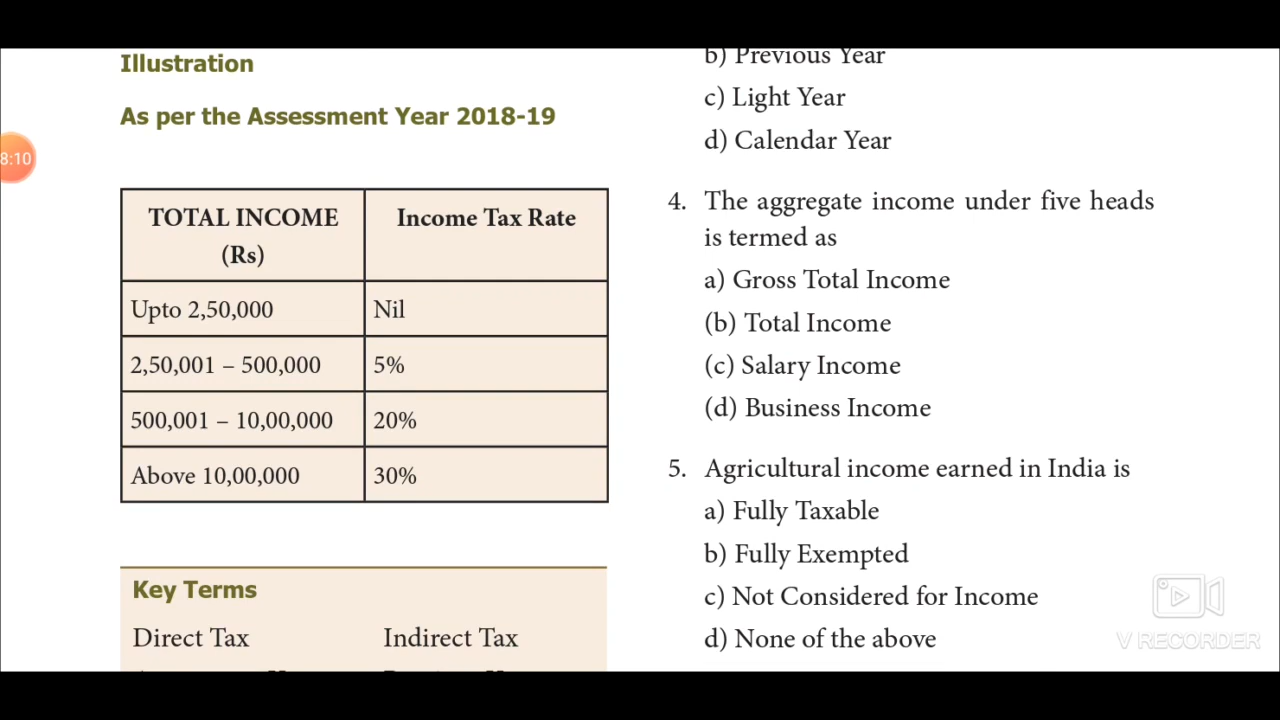 Illustration
As per the Assessment Year 2018-19
TOTAL INCOME Income Tax Rate
(Rs)
Upto 2,50,000 Nil
2,50,001 – 500,000 5%
500,001 – 10,00,000 20%
Above 10,00,000 30%
Key Terms
Direct Tax Indirect Tax
b) Previous Year
c) Light Year
d) Calendar Year
4. The aggregate income under five heads
is termed as
a) Gross Total Income
(b) Total Income
(c) Salary Income
(d) Business Income
5. Agricultural income earned in India is
a) Fully Taxable
b) Fully Exempted
c) Not Considered for Income
d) None of the above
8:10
V RECORDER